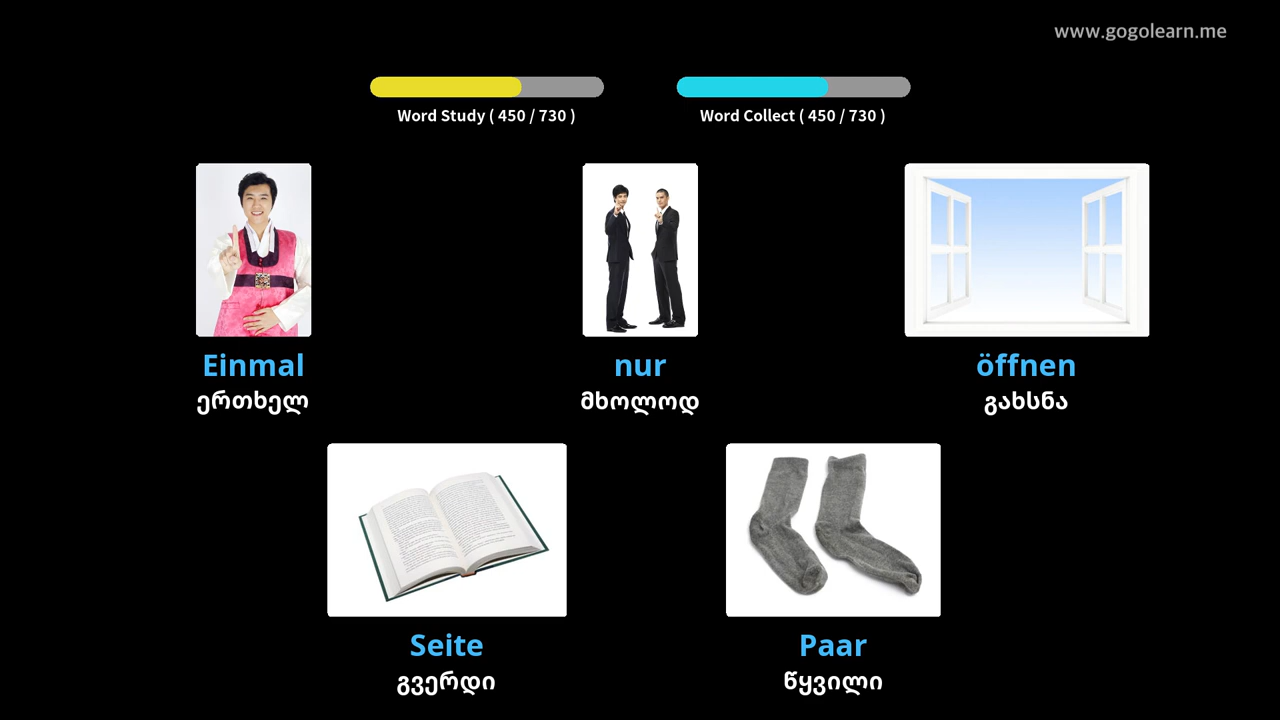 www.gogolearn.me
Word Study ( 450 / 730 )
Word Collect ( 450 / 730 )
Einmal
ერთხელ
nur
მხოლოდ
öffnen
გახსნა
Seite
გვერდი
Paar
წყვილი